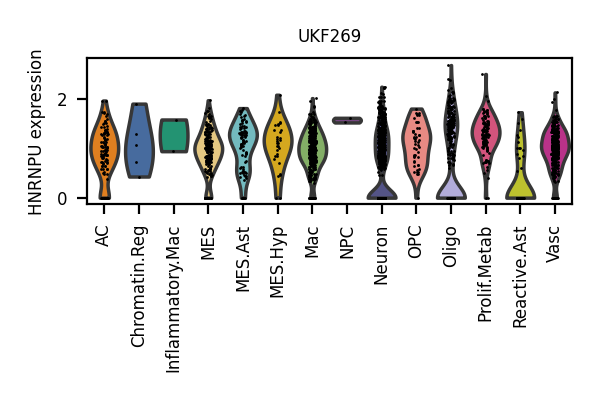 UKF269
HNRNPU expression
2
0
AC
Chromatin.Reg
Inflammatory.Mac
MES
MES.Ast
MES.Hyp
Mac
NPC
Neuron
OPC
Oligo
Prolif.Metab
Reactive.Ast
Vasc